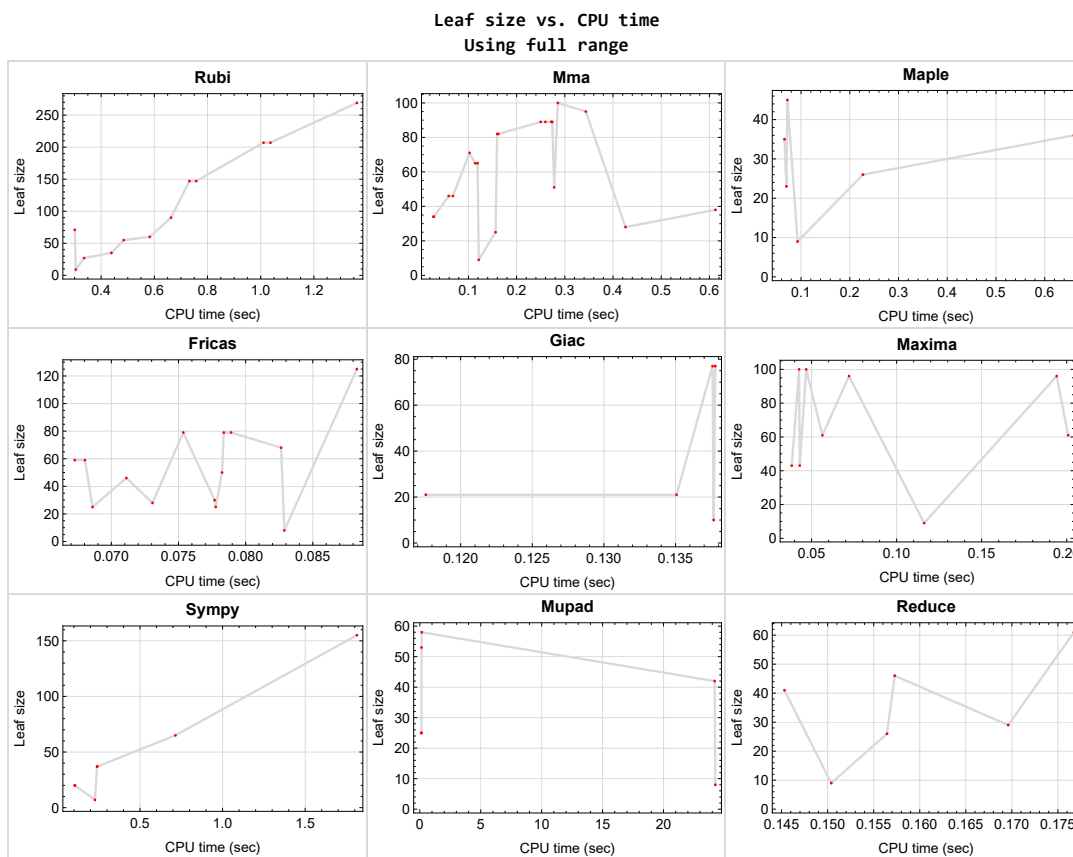 Leaf size vs. CPU time
Using full range
Rubi
250
200
150
100
50
0
0.4 0.6 0.8 1.0 1.2
Leaf size
CPU time (sec)
Mma
100
80
60
40
20
0
0.1 0.2 0.3 0.4 0.5 0.6
Leaf size
CPU time (sec)
Maple
40
30
20
10
0
0.1 0.2 0.3 0.4 0.5 0.6
Leaf size
CPU time (sec)
Fricas
120
100
80
60
40
20
0
0.070 0.075 0.080 0.085
Leaf size
CPU time (sec)
Giac
80
60
40
20
0
0.120 0.125 0.130 0.135
Leaf size
CPU time (sec)
Maxima
100
80
60
40
20
0
0.05 0.10 0.15 0.20
Leaf size
CPU time (sec)
Sympy
150
100
50
0
0.5 1.0 1.5
Leaf size
CPU time (sec)
Mupad
60
50
40
30
20
10
0
0 5 10 15 20
Leaf size
CPU time (sec)
Reduce
60
50
40
30
20
10
0
0.145 0.150 0.155 0.160 0.165 0.170 0.175
Leaf size
CPU time (sec)